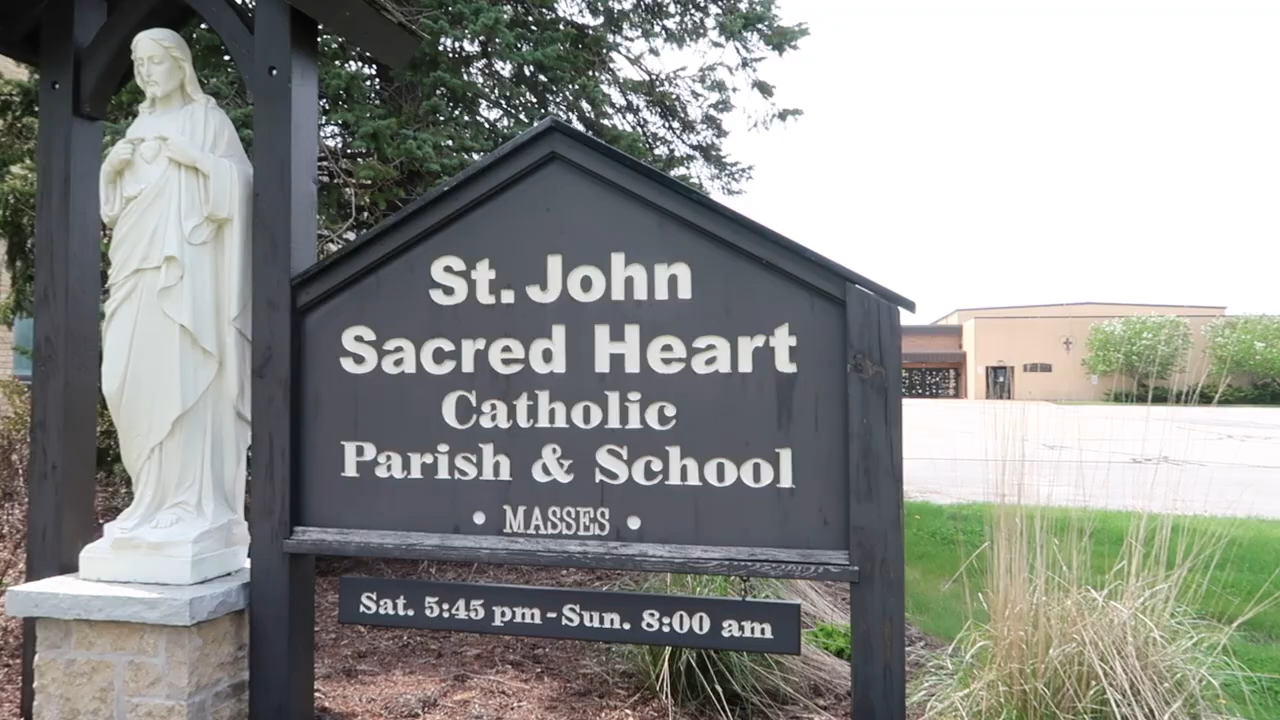 St. John
Sacred Heart
Catholic
Parish & School
• MASSES •
Sat. 5:45 pm - Sun. 8:00 am